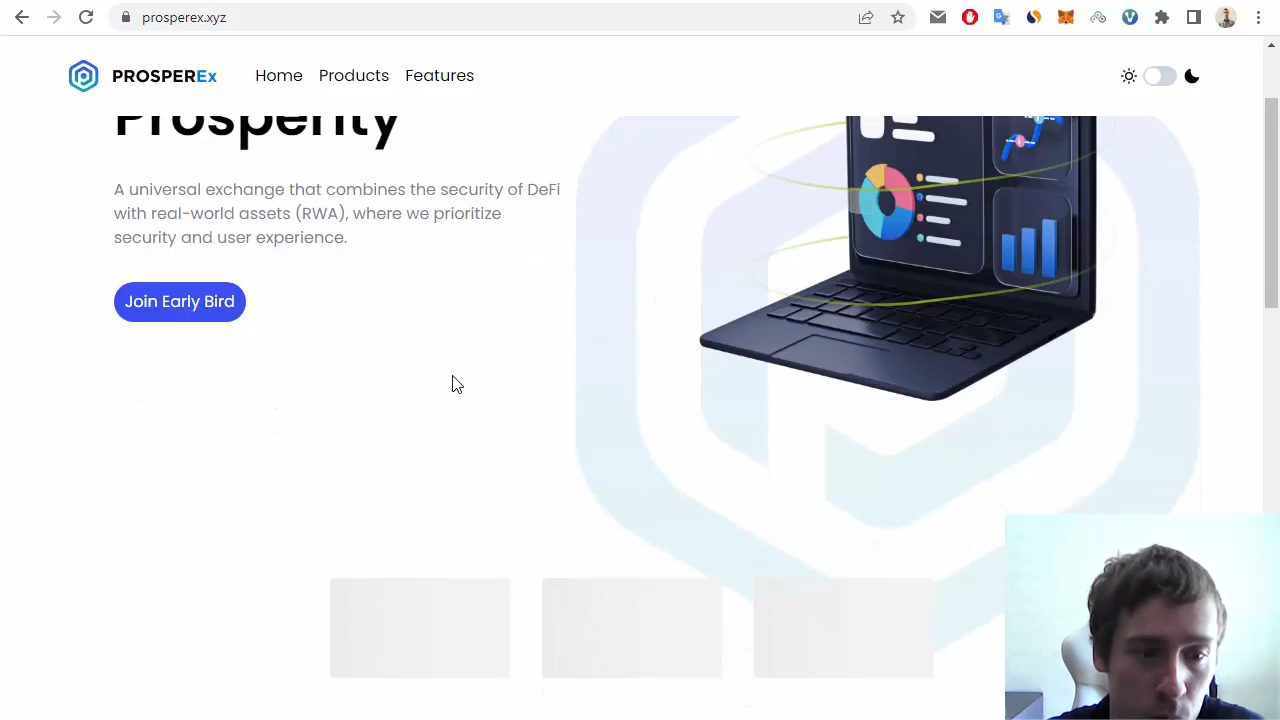 prosperex.xyz
PROSPEREx
Home
Products
Features
Prosperity
A universal exchange that combines the security of DeFi
with real-world assets (RWA), where we prioritize
security and user experience.
Join Early Bird